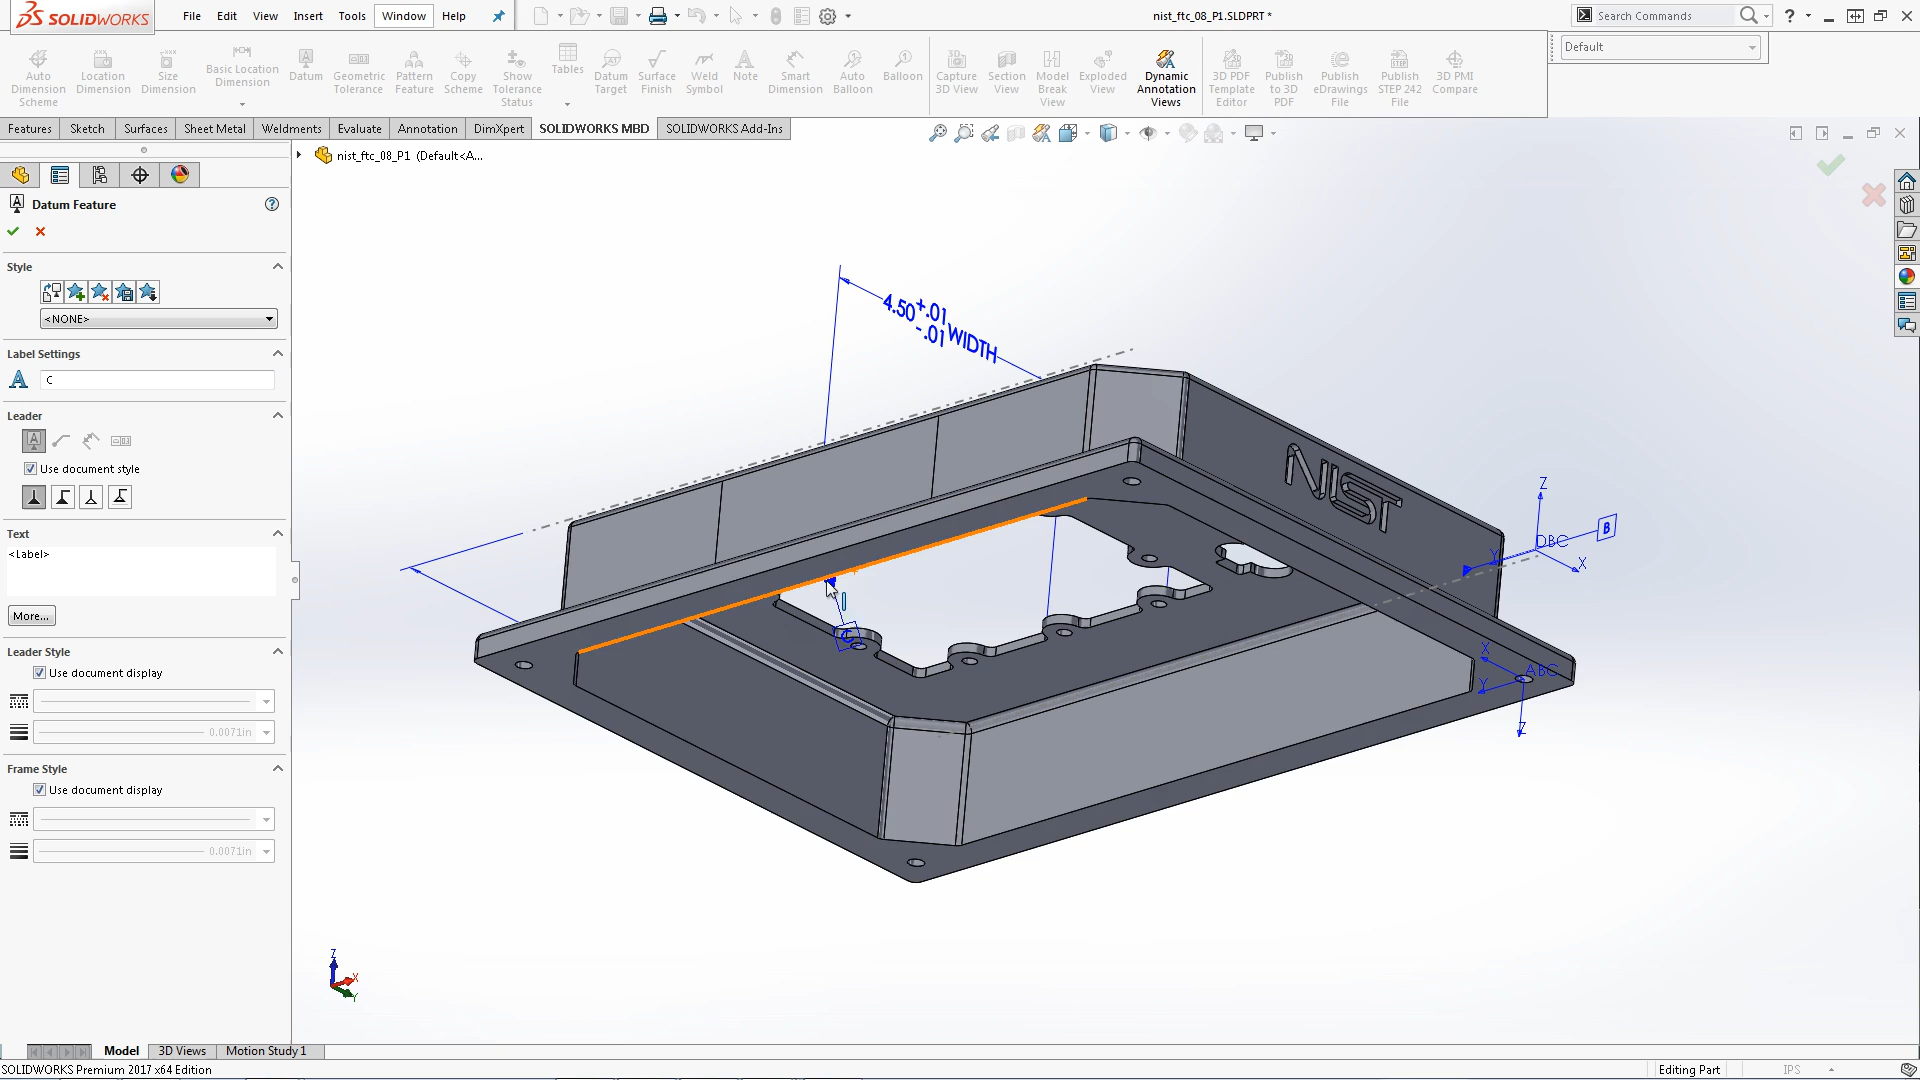 SOLIDWORKS
File Edit View Insert Tools Window Help
nist_ftc_08_P1.SLDPRT *
Search Commands
?
Auto Dimension Scheme
Location Dimension
Size Dimension
Basic Location Dimension
Datum
Geometric Tolerance
Pattern Feature
Copy Scheme
Show Tolerance Status
Tables
Datum Target
Surface Finish
Weld Symbol
Note
Smart Dimension
Auto Balloon
Balloon
Capture 3D View
Section View
Model Break View
Exploded View
Dynamic Annotation Views
3D PDF Template Editor
Publish to 3D PDF
Publish eDrawings File
Publish STEP 242 File
3D PMI Compare
Default
Features Sketch Surfaces Sheet Metal Weldments Evaluate Annotation DimXpert SOLIDWORKS MBD SOLIDWORKS Add-Ins
nist_ftc_08_P1 (Default<A...
Datum Feature
Style
<NONE>
Label Settings
C
Leader
Use document style
Text
<Label>
More...
Leader Style
Use document display
0.0071in
Frame Style
Use document display
0.0071in
4.50 +.01 -.01 WIDTH
NIST
Z
DBC
Y
X
B
C
X
ABC
Y
Z
Z
X
Y
Model 3D Views Motion Study 1
SOLIDWORKS Premium 2017 x64 Edition
Editing Part
IPS